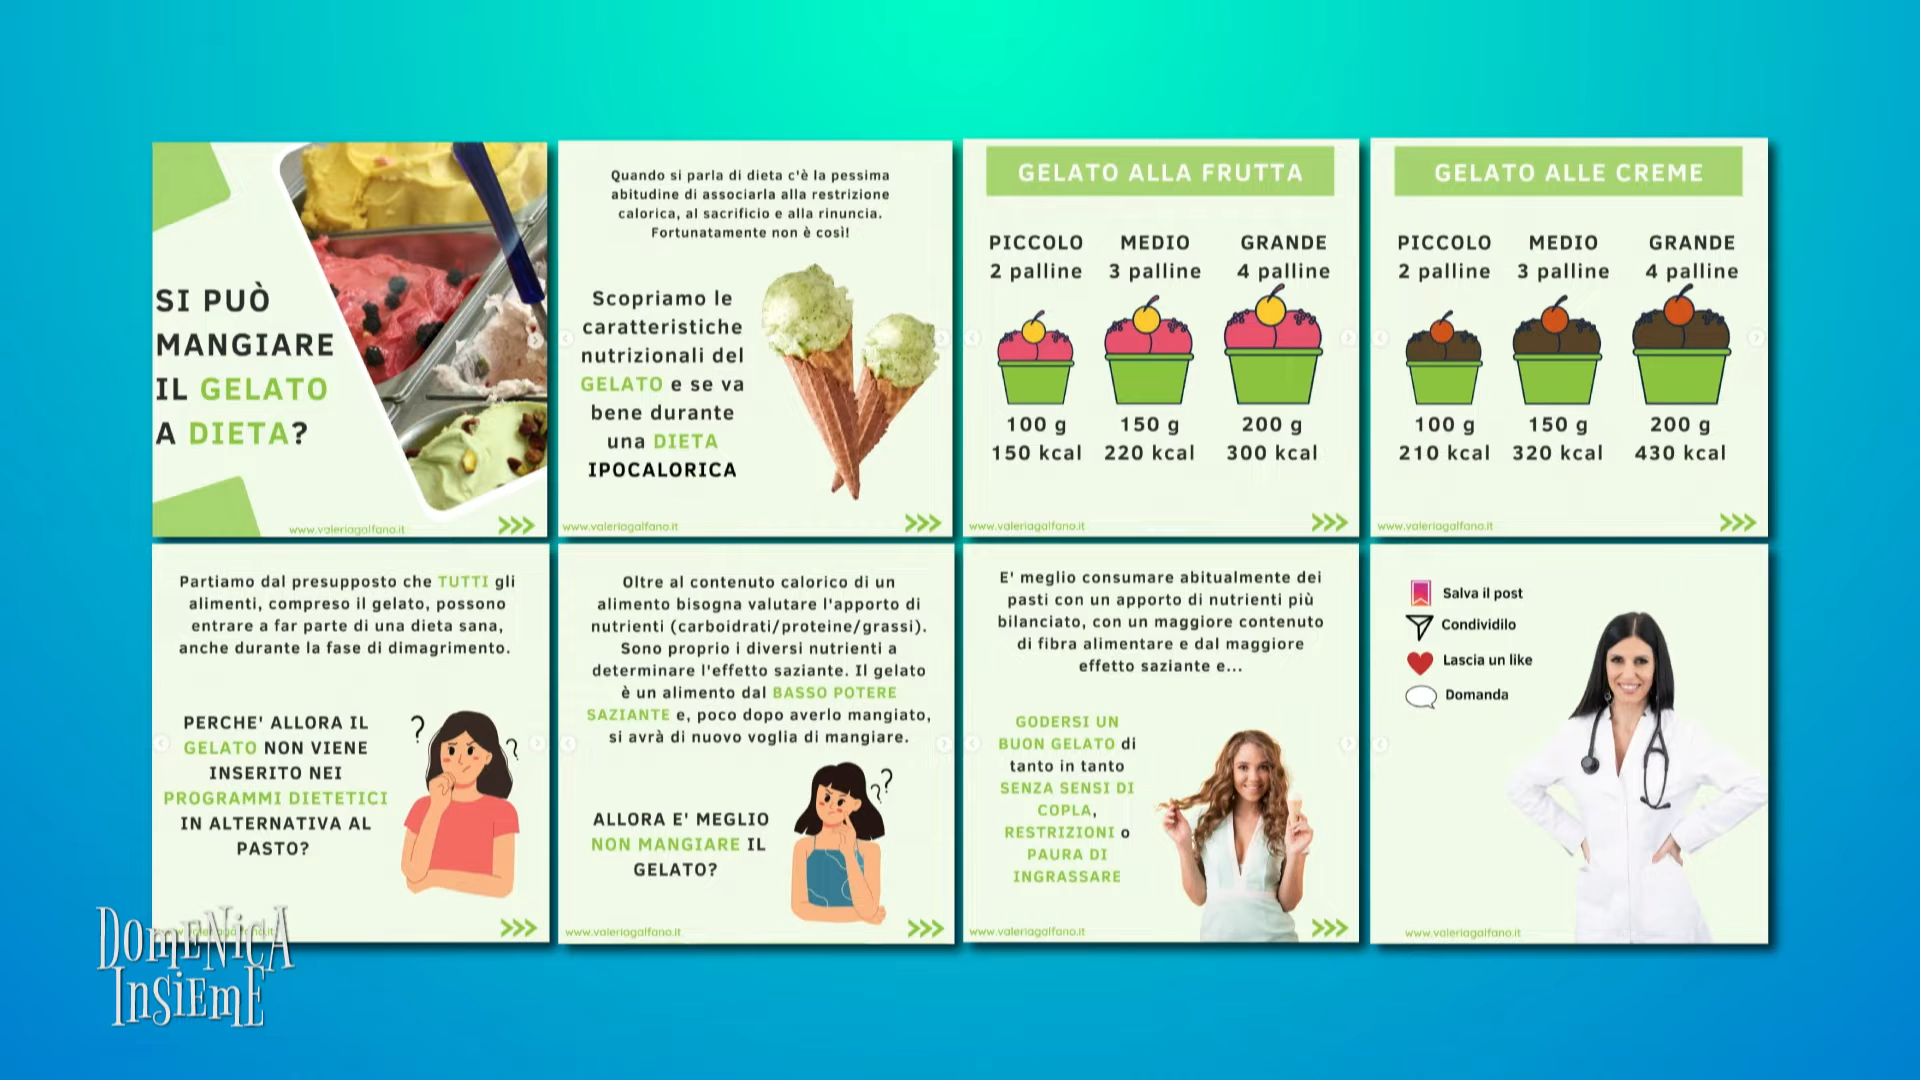 SI PUÒ
MANGIARE
IL GELATO
A DIETA?
www.valeriagalfano.it
Quando si parla di dieta c'è la pessima
abitudine di associarla alla restrizione
calorica, al sacrificio e alla rinuncia.
Fortunatamente non è così!
Scopriamo le
caratteristiche
nutrizionali del
GELATO e se va
bene durante
una DIETA
IPOCALORICA
www.valeriagalfano.it
GELATO ALLA FRUTTA
PICCOLO MEDIO GRANDE
2 palline 3 palline 4 palline
100 g 150 g 200 g
150 kcal 220 kcal 300 kcal
www.valeriagalfano.it
GELATO ALLE CREME
PICCOLO MEDIO GRANDE
2 palline 3 palline 4 palline
100 g 150 g 200 g
210 kcal 320 kcal 430 kcal
www.valeriagalfano.it
Partiamo dal presupposto che TUTTI gli
alimenti, compreso il gelato, possono
entrare a far parte di una dieta sana,
anche durante la fase di dimagrimento.
PERCHE' ALLORA IL
GELATO NON VIENE
INSERITO NEI
PROGRAMMI DIETETICI
IN ALTERNATIVA AL
PASTO?
? ?
Oltre al contenuto calorico di un
alimento bisogna valutare l'apporto di
nutrienti (carboidrati/proteine/grassi).
Sono proprio i diversi nutrienti a
determinare l'effetto saziante. Il gelato
è un alimento dal BASSO POTERE
SAZIANTE e, poco dopo averlo mangiato,
si avrà di nuovo voglia di mangiare.
ALLORA E' MEGLIO
NON MANGIARE IL
GELATO?
? ?
www.valeriagalfano.it
E' meglio consumare abitualmente dei
pasti con un apporto di nutrienti più
bilanciato, con un maggiore contenuto
di fibra alimentare e dal maggiore
effetto saziante e...
GODERSI UN
BUON GELATO di
tanto in tanto
SENZA SENSI DI
COPLA,
RESTRIZIONI o
PAURA DI
INGRASSARE
www.valeriagalfano.it
Salva il post
Condividilo
Lascia un like
Domanda
www.valeriagalfano.it
DOMENICA
INSIEME